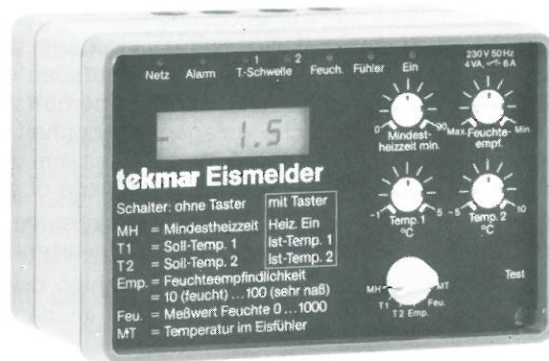 1 2
Netz Alarm T.-Schwelle Feuch. Fühler Ein
230 V 50 Hz
4 VA, 6 A
- 1.5
0 90
Mindest-
heizzeit min.
Max. Min.
Feuchte-
empf.
tekmar Eismelder
Schalter: ohne Taster mit Taster
MH = Mindestheizzeit Heiz. Ein
T1 = Soll-Temp. 1 Ist-Temp. 1
T2 = Soll-Temp. 2 Ist-Temp. 2
Emp. = Feuchteempfindlichkeit
= 10 (feucht)...100 (sehr naß)
Feu. = Meßwert Feuchte 0...1000
MT = Temperatur im Eisfühler
-1 5
Temp. 1
°C
-5 10
Temp. 2
°C
Test
MH MT
T1 Feu.
T2 Emp.